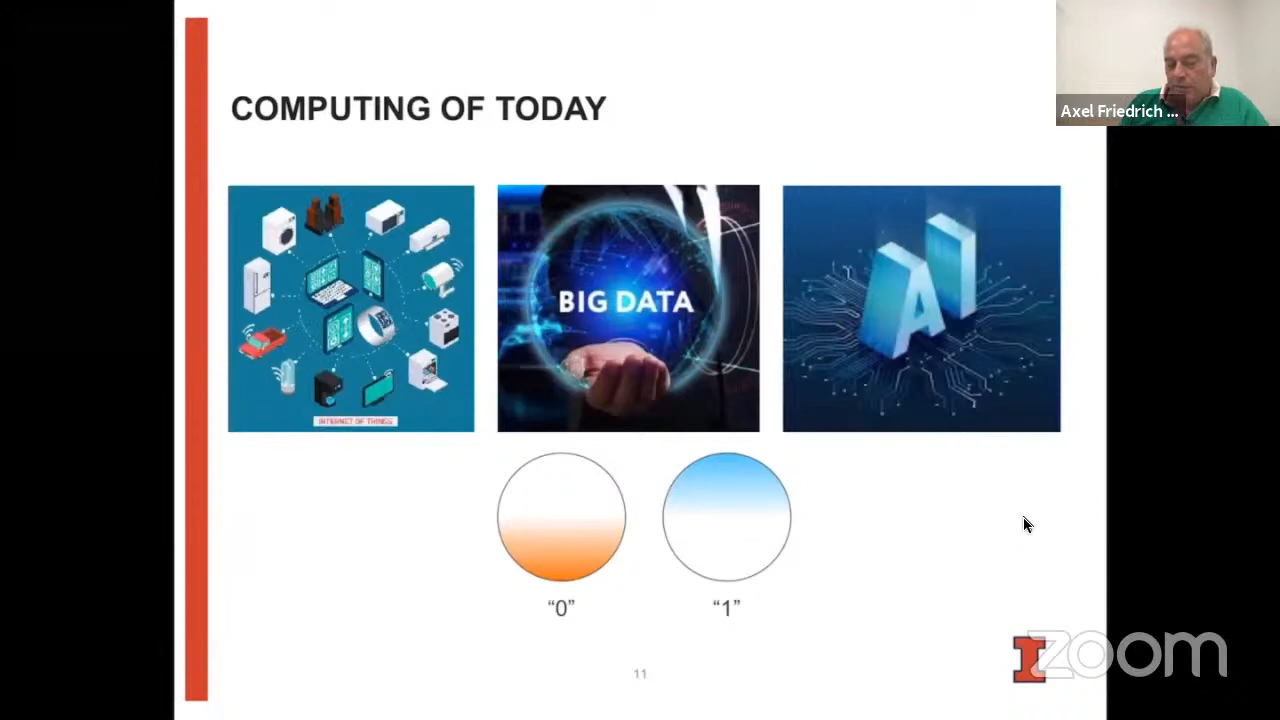 COMPUTING OF TODAY
Axel Friedrich ...
INTERNET OF THINGS
BIG DATA
AI
“0”
“1”
11
I
zoom